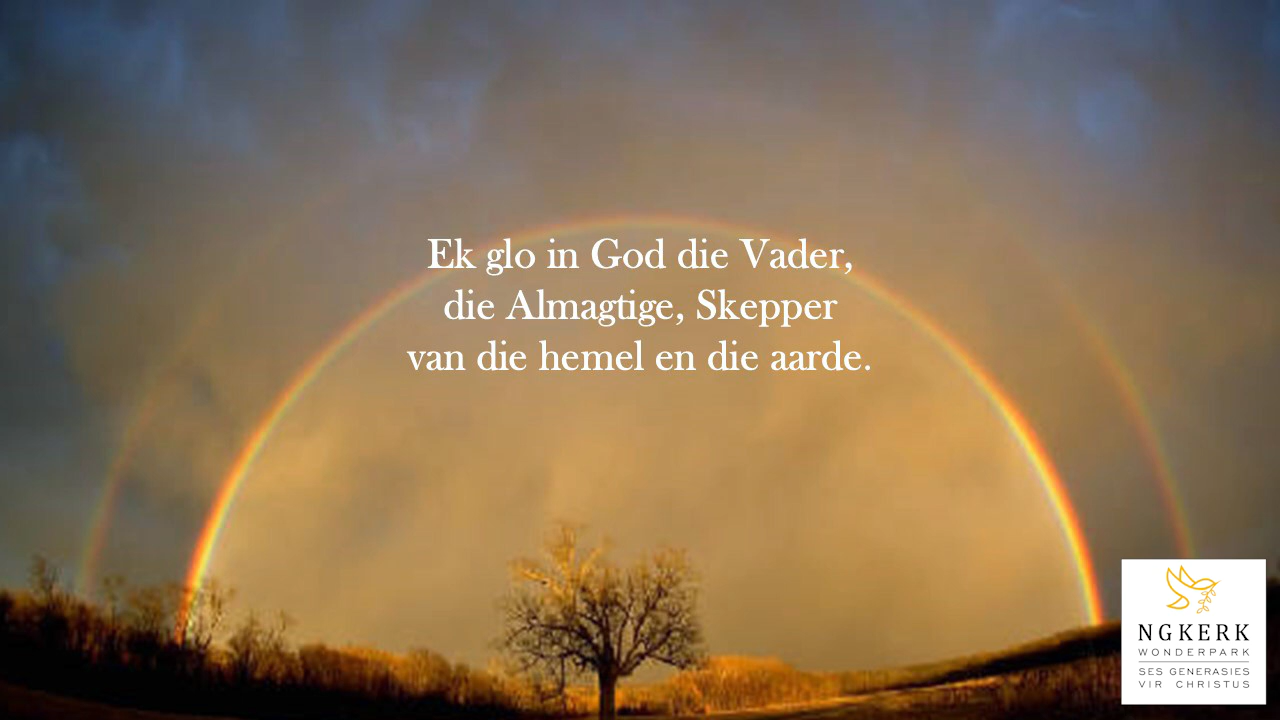 Ek glo in God die Vader,
die Almagtige, Skepper
van die hemel en die aarde.
NGKERK
WONDERPARK
SES GENERASIES
VIR CHRISTUS